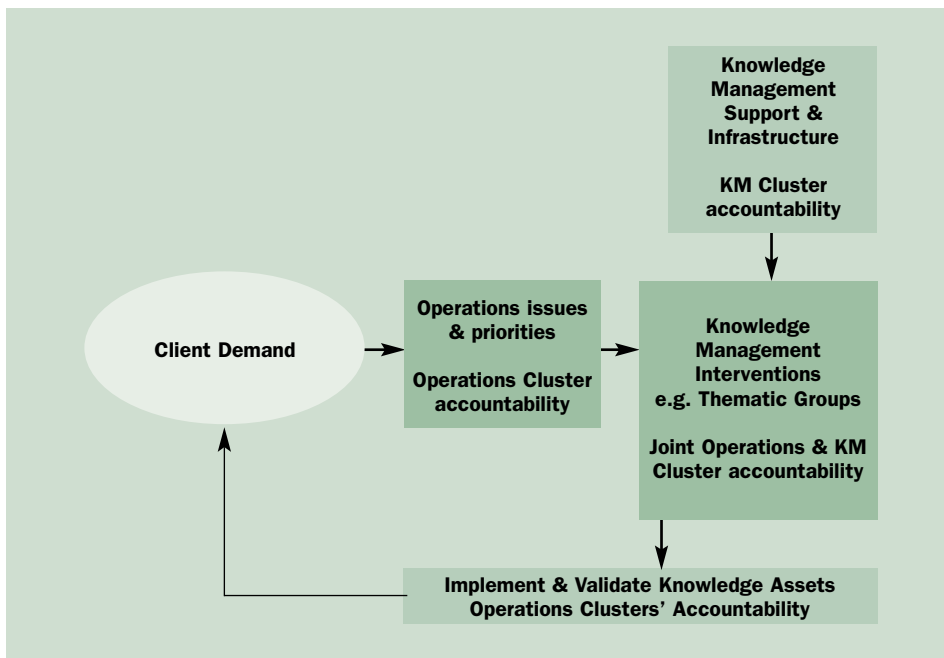 Knowledge
Management
Support &
Infrastructure
KM Cluster
accountability
Client Demand
Operations issues
& priorities
Operations Cluster
accountability
Knowledge
Management
Interventions
e.g. Thematic Groups
Joint Operations & KM
Cluster accountability
Implement & Validate Knowledge Assets
Operations Clusters’ Accountability